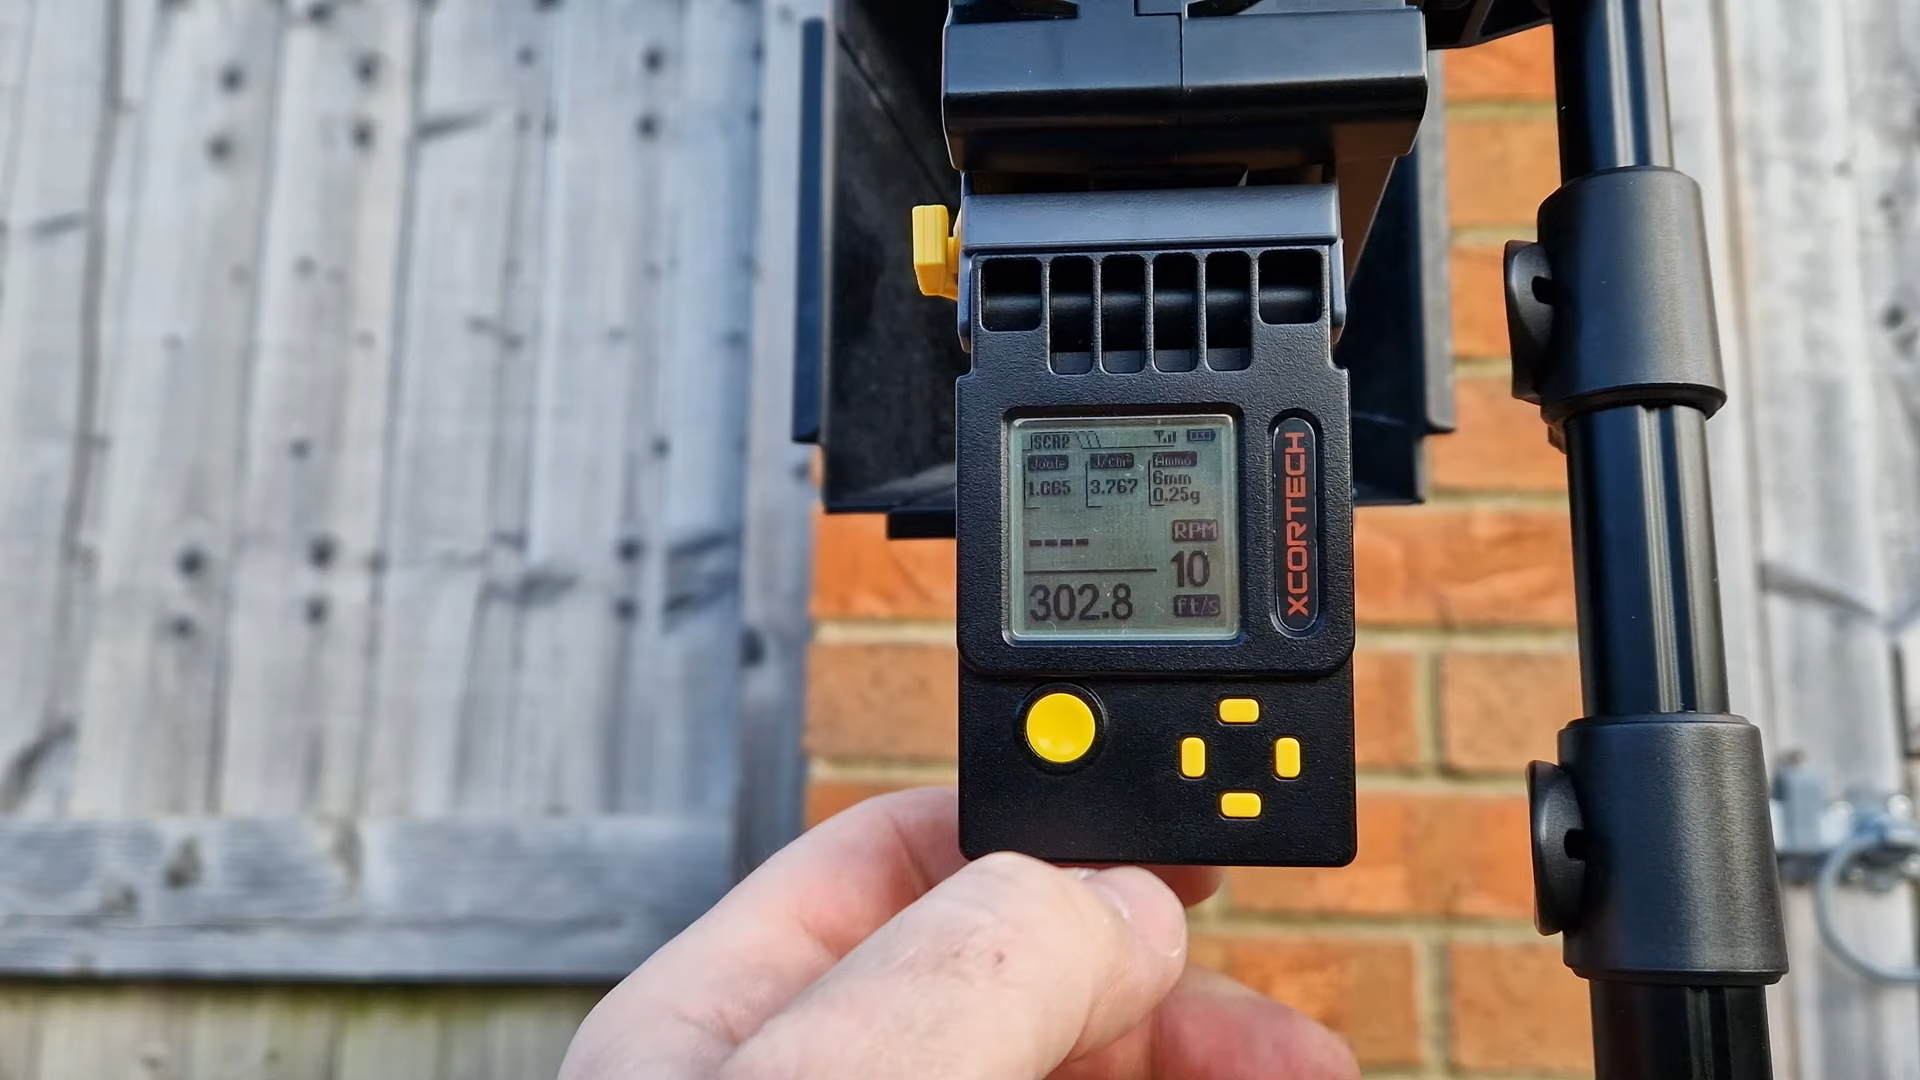 SCR2
Joule J/cm² Ammo
1.065 3.767 6mm
0.25g
---- RPM
10
302.8 ft/s
XCORTECH